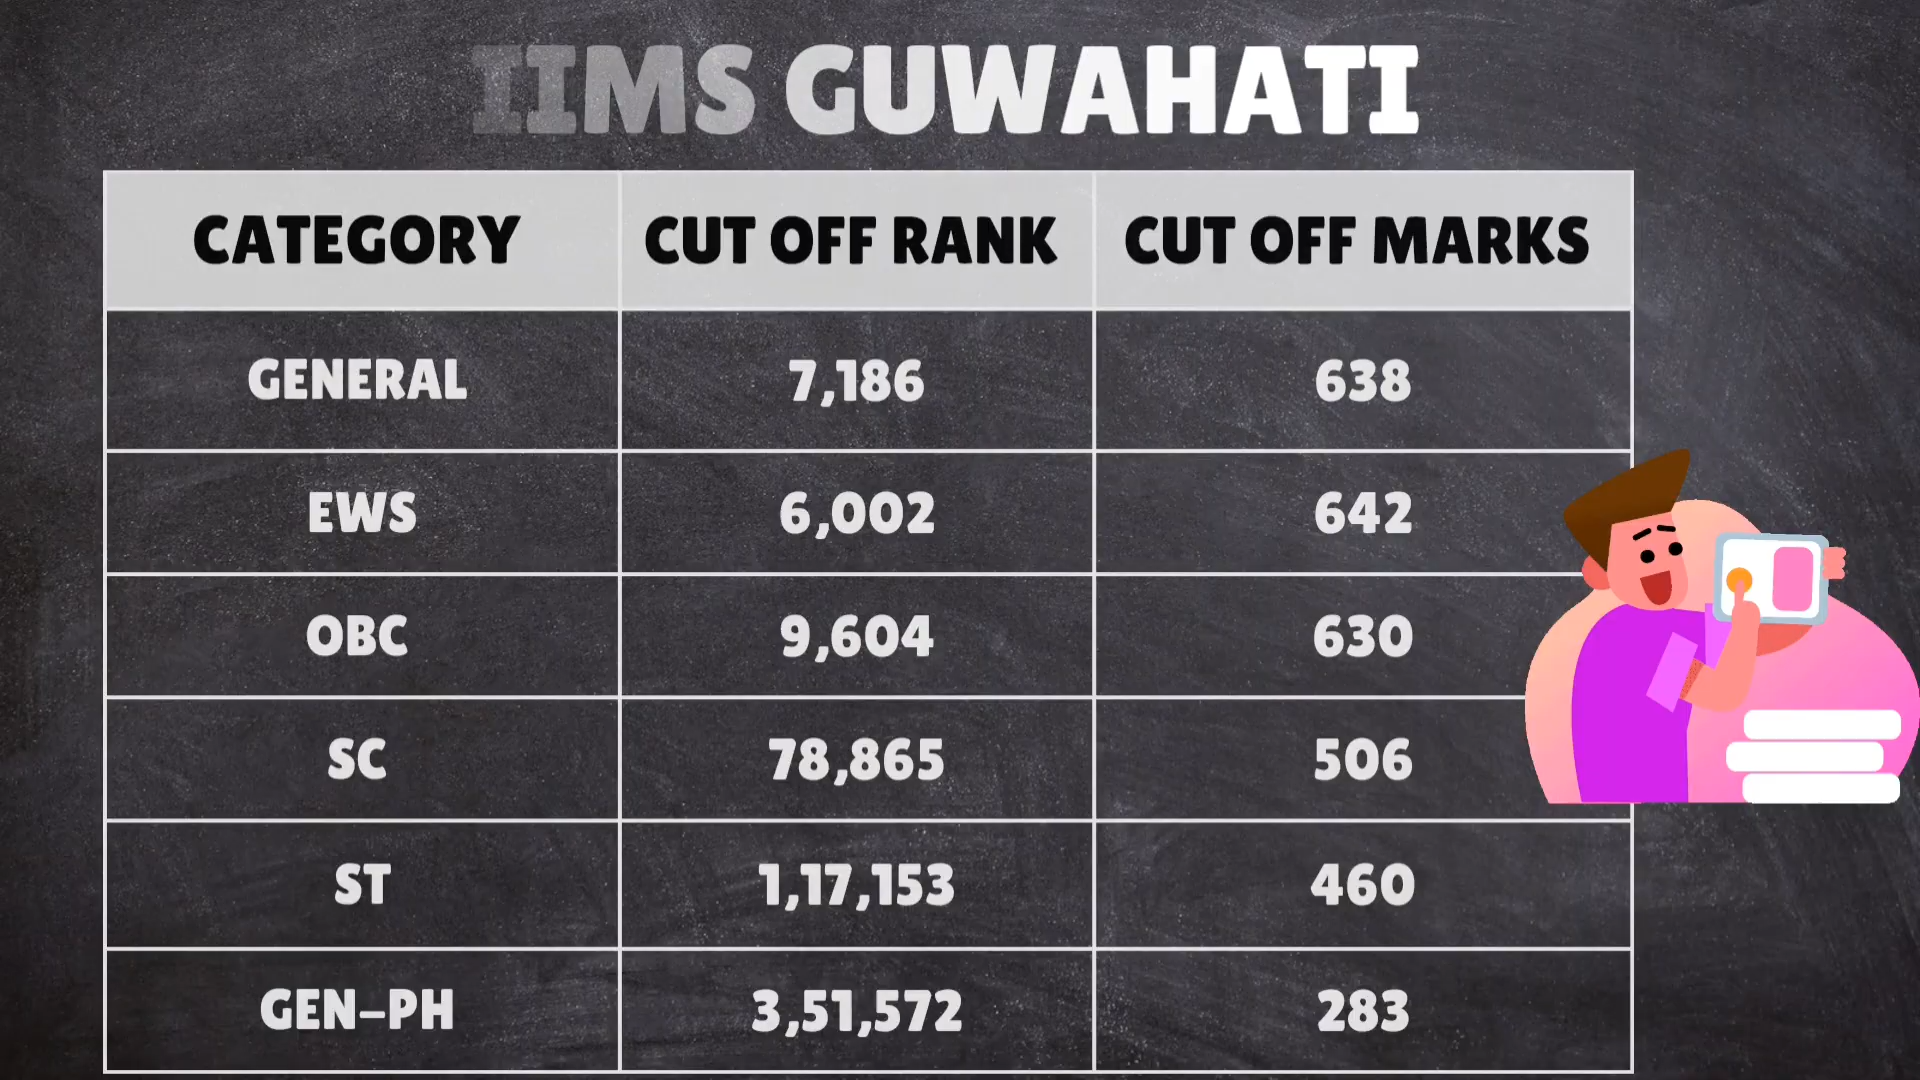 IIMS GUWAHATI
CATEGORY CUT OFF RANK CUT OFF MARKS
GENERAL 7,186 638
EWS 6,002 642
OBC 9,604 630
SC 78,865 506
ST 1,17,153 460
GEN-PH 3,51,572 283